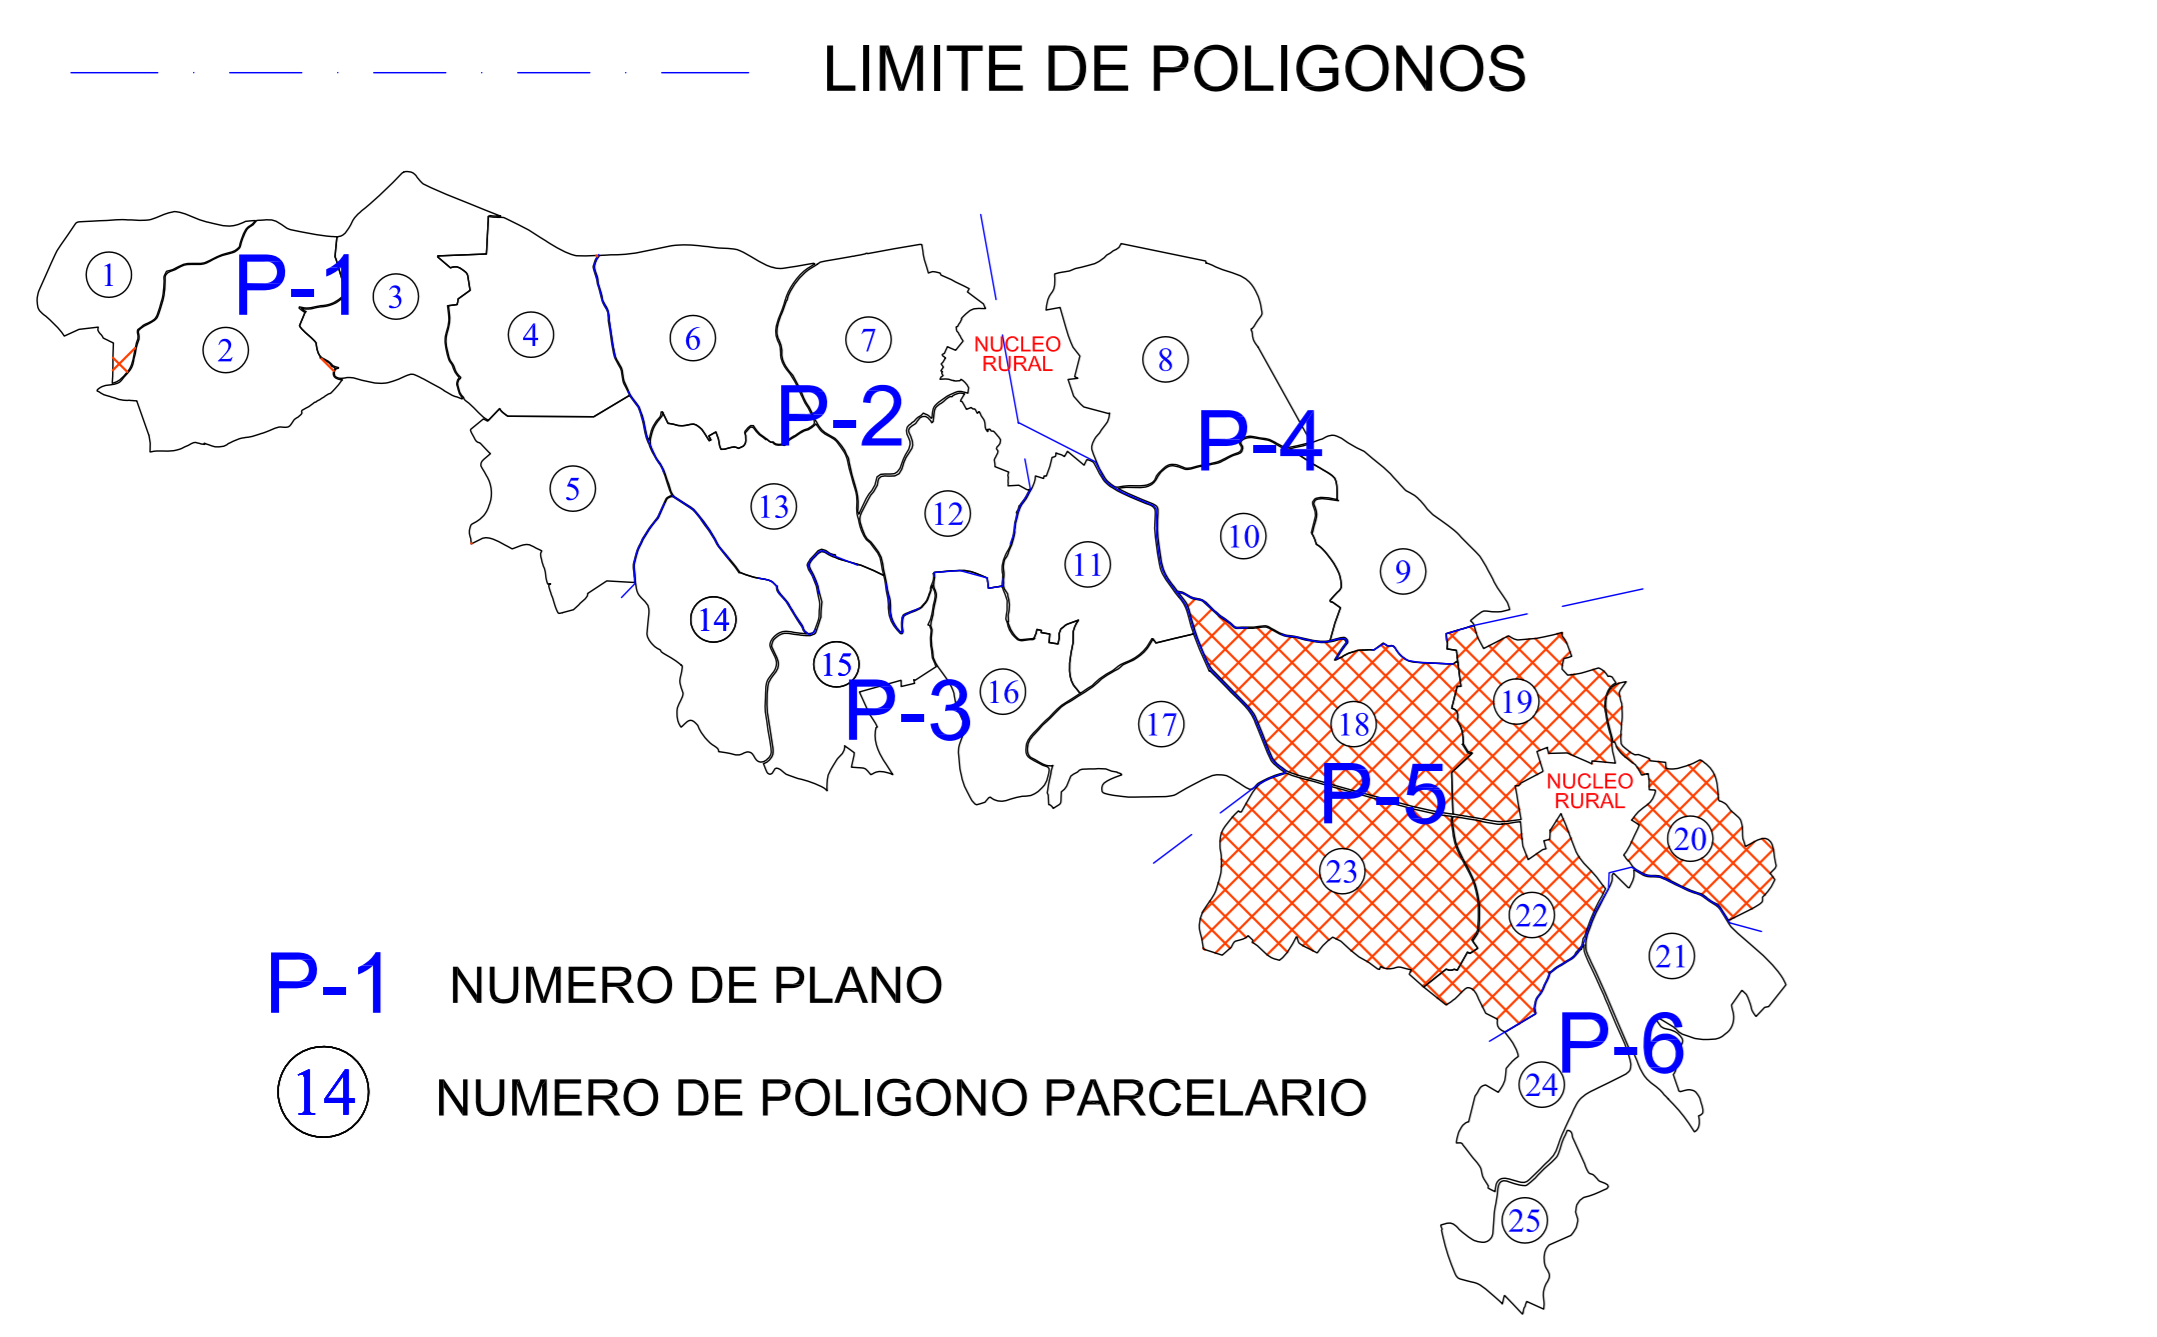 LIMITE DE POLIGONOS
1
2
P-1
3
4
5
6
7
P-2
NUCLEO
RURAL
8
P-4
13
12
11
10
9
14
15
P-3
16
17
18
19
P-5
NUCLEO
RURAL
20
23
22
21
P-6
24
25
P-1 NUMERO DE PLANO
14 NUMERO DE POLIGONO PARCELARIO